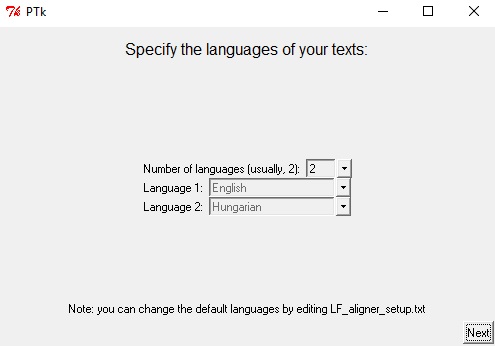 PTk
Specify the languages of your texts:
Number of languages (usually, 2): 2
Language 1: English
Language 2: Hungarian
Note: you can change the default languages by editing LF_aligner_setup.txt
Next